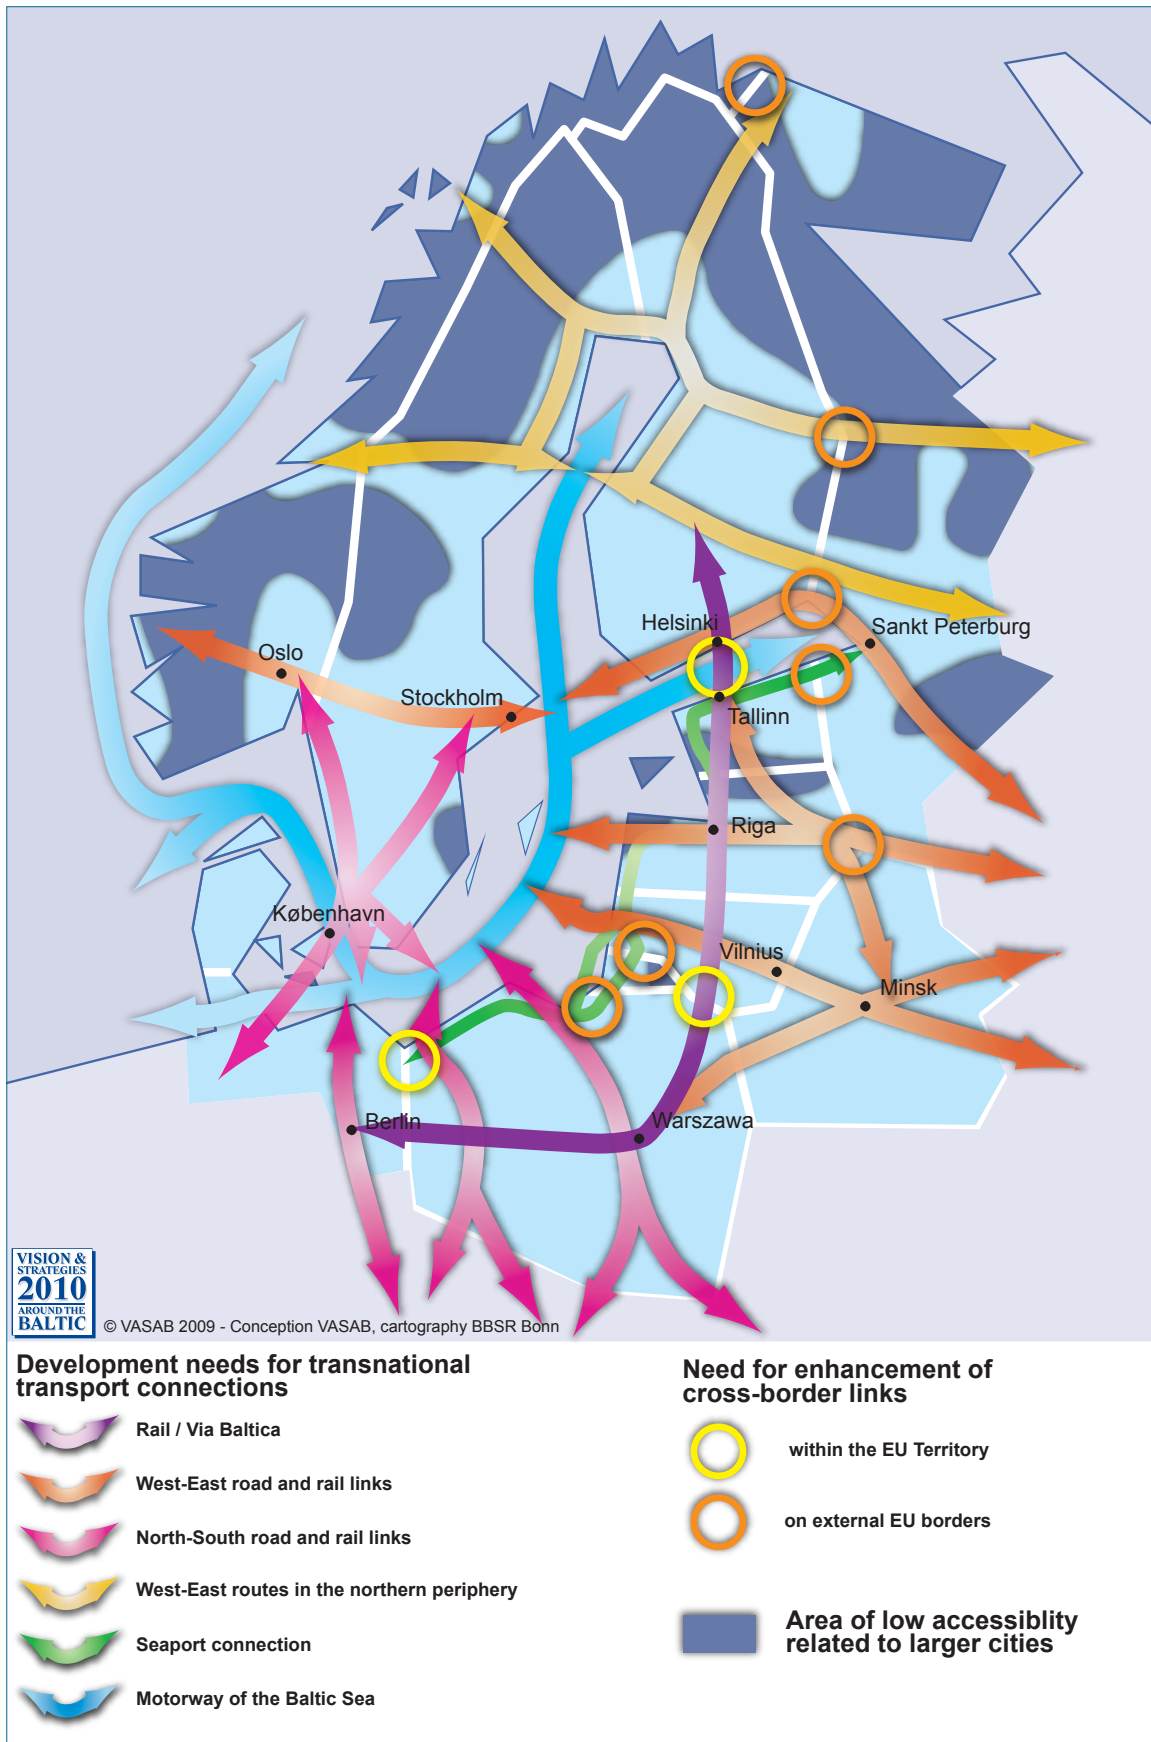 Helsinki
Sankt Peterburg
Oslo
Stockholm
Tallinn
Riga
København
Vilnius
Minsk
Berlin
Warszawa
VISION &
STRATEGIES
2010
AROUND THE
BALTIC
© VASAB 2009 - Conception VASAB, cartography BBSR Bonn
Development needs for transnational
transport connections
Rail / Via Baltica
West-East road and rail links
North-South road and rail links
West-East routes in the northern periphery
Seaport connection
Motorway of the Baltic Sea
Need for enhancement of
cross-border links
within the EU Territory
on external EU borders
Area of low accessiblity
related to larger cities